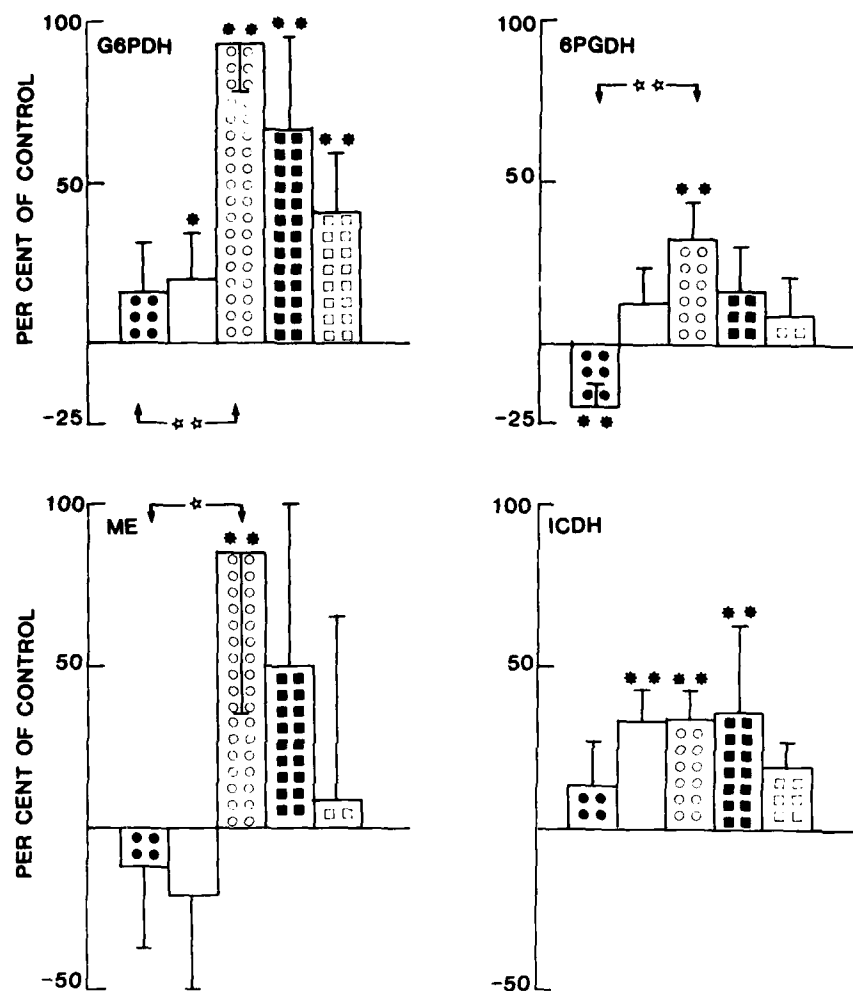 100
G6PDH
50
-25
PER CENT OF CONTROL
100
6PGDH
50
-25
100
ME
50
-50
PER CENT OF CONTROL
100
ICDH
50
-50